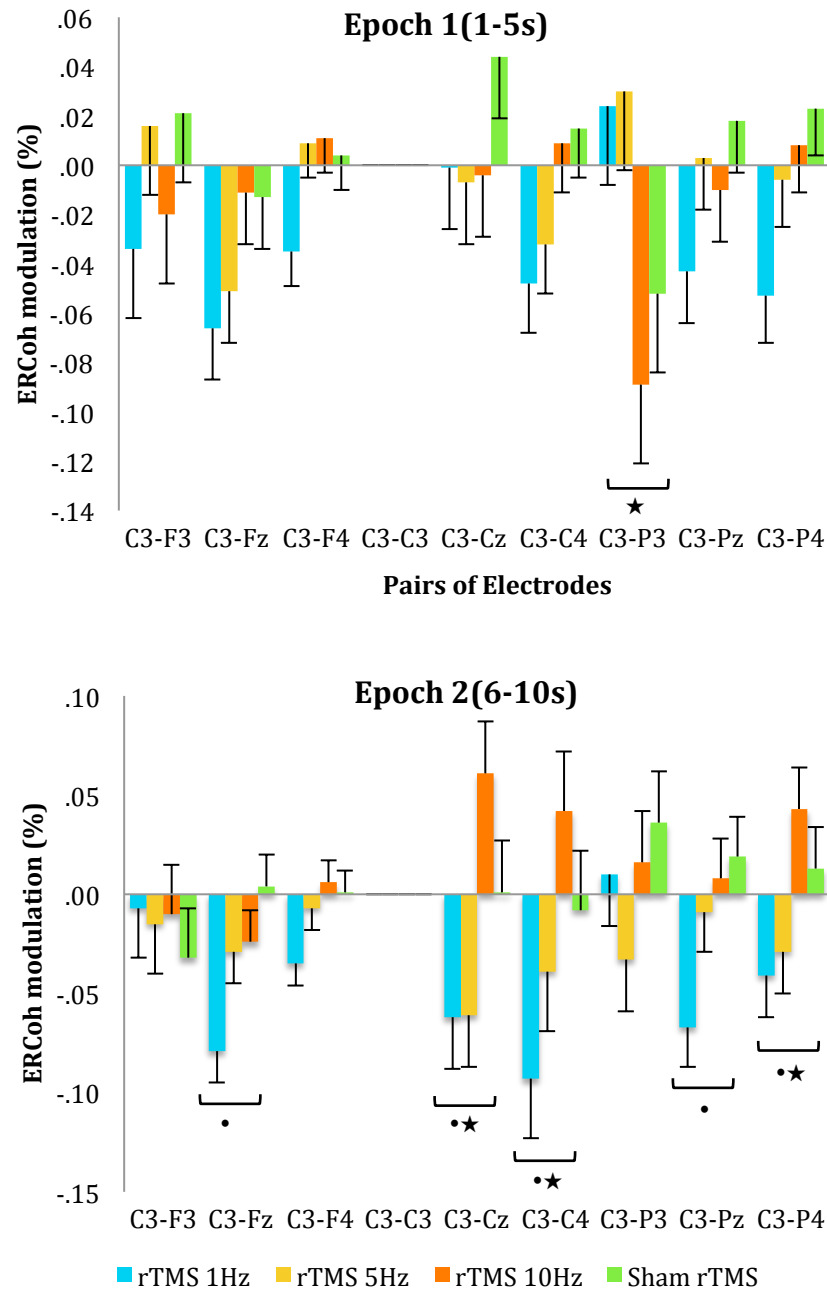 Epoch 1(1-5s)
.06
.04
.02
.00
-.02
-.04
-.06
-.08
-.10
-.12
-.14
ERCoh modulation (%)
★
C3-F3 C3-Fz C3-F4 C3-C3 C3-Cz C3-C4 C3-P3 C3-Pz C3-P4
Pairs of Electrodes
Epoch 2(6-10s)
.10
.05
.00
-.05
-.10
-.15
ERCoh modulation (%)
• •★ •★ • •★
C3-F3 C3-Fz C3-F4 C3-C3 C3-Cz C3-C4 C3-P3 C3-Pz C3-P4
rTMS 1Hz rTMS 5Hz rTMS 10Hz Sham rTMS